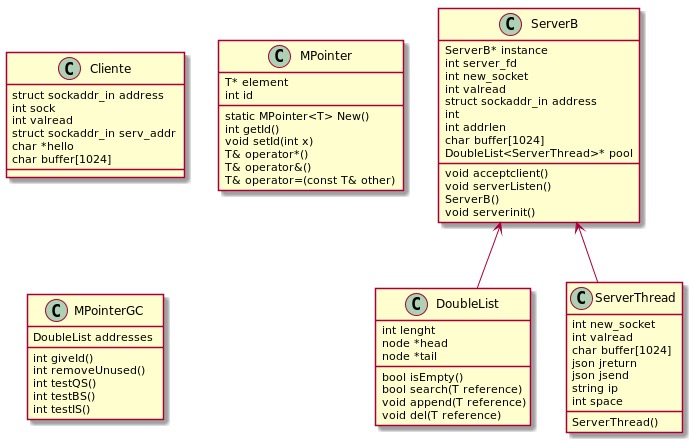 C Cliente
struct sockaddr_in address
int sock
int valread
struct sockaddr_in serv_addr
char *hello
char buffer[1024]
C MPointer
T* element
int id
static MPointer<T> New()
int getId()
void setId(int x)
T& operator*()
T& operator&()
T& operator=(const T& other)
C ServerB
ServerB* instance
int server_fd
int new_socket
int valread
struct sockaddr_in address
int
int addrlen
char buffer[1024]
DoubleList<ServerThread>* pool
void acceptclient()
void serverListen()
ServerB()
void serverinit()
C MPointerGC
DoubleList addresses
int giveId()
int removeUnused()
int testQS()
int testBS()
int testIS()
C DoubleList
int lenght
node *head
node *tail
bool isEmpty()
bool search(T reference)
void append(T reference)
void del(T reference)
C ServerThread
int new_socket
int valread
char buffer[1024]
json jreturn
json jsend
string ip
int space
ServerThread()